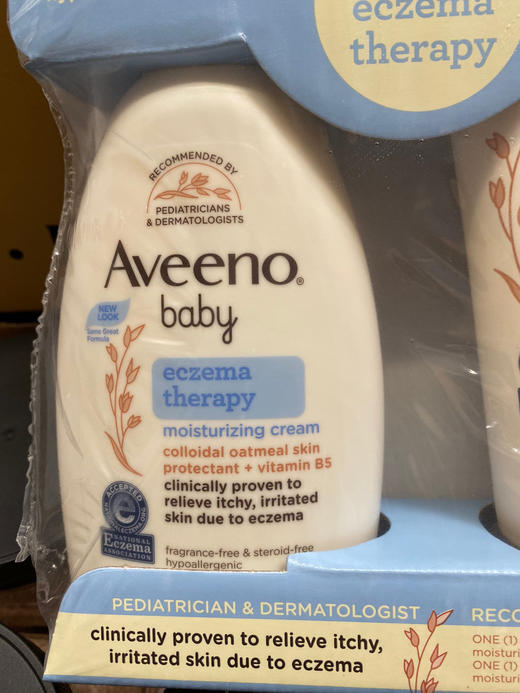 eczema
therapy
RECOMMENDED BY
PEDIATRICIANS
& DERMATOLOGISTS
Aveeno®
baby
NEW
LOOK
Same Great
Formula
eczema
therapy
moisturizing cream
colloidal oatmeal skin
protectant + vitamin B5
clinically proven to
relieve itchy, irritated
skin due to eczema
ACCEPTED
e
NATIONAL
Eczema
ASSOCIATION
fragrance-free & steroid-free
hypoallergenic
PEDIATRICIAN & DERMATOLOGIST
RECO
clinically proven to relieve itchy,
irritated skin due to eczema
ONE (1)
moisturi
ONE (1)
moisturi